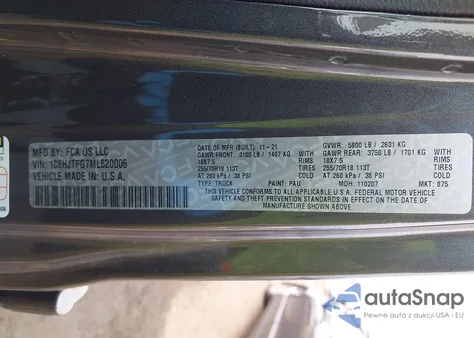 MFD. BY: FCA US LLC
VIN: 1C6HJTFG7ML620006
VEHICLE MADE IN: U.S.A.
DATE OF MFR (BUILT). 11-21
GAWR FRONT: 3100 LB / 1407 KG
WITH RIMS
18X7.5
255/70R18 113T
COLD
AT 260 kPa / 38 PSI
GVWR: 5800 LB / 2631 KG
GAWR REAR: 3750 LB / 1701 KG
WITH RIMS
18X7.5
255/70R18 113T
COLD
AT 260 kPa / 38 PSI
TYPE: TRUCK PAINT: PAU MDH: 110207 MKT: 875
THIS VEHICLE CONFORMS TO ALL APPLICABLE U.S.A. FEDERAL MOTOR VEHICLE
SAFETY AND THEFT PREVENTION STANDARDS IN EFFECT ON THE DATE OF
MANUFACTURE SHOWN ABOVE.
autoSnap
Pewne auto z USA i EU